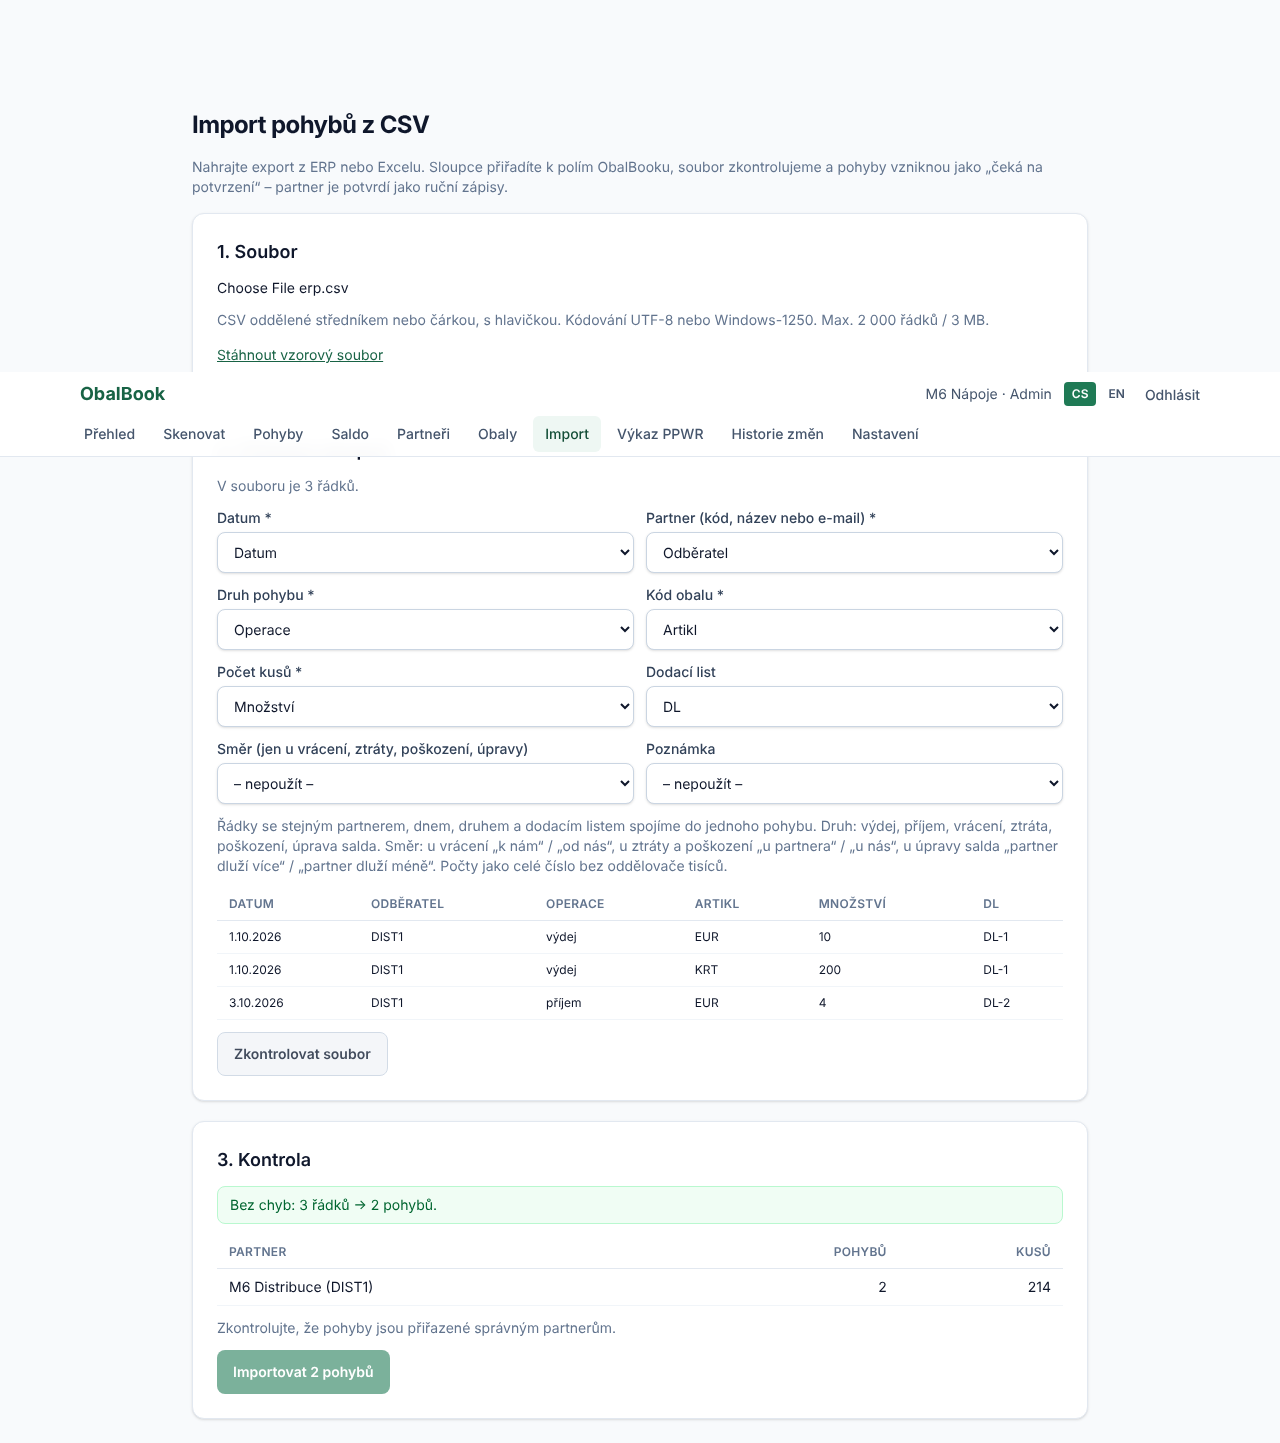 Import pohybů z CSV
Nahrajte export z ERP nebo Excelu. Sloupce přiřadíte k polím ObalBooku, soubor zkontrolujeme a pohyby vzniknou jako „čeká na
potvrzení“ – partner je potvrdí jako ruční zápisy.
1. Soubor
Choose File erp.csv
CSV oddělené středníkem nebo čárkou, s hlavičkou. Kódování UTF-8 nebo Windows-1250. Max. 2 000 řádků / 3 MB.
Stáhnout vzorový soubor
ObalBook
M6 Nápoje · Admin CS EN Odhlásit
Přehled Skenovat Pohyby Saldo Partneři Obaly Import Výkaz PPWR Historie změn Nastavení
V souboru je 3 řádků.
Datum * Partner (kód, název nebo e-mail) *
Datum Odběratel
Druh pohybu * Kód obalu *
Operace Artikl
Počet kusů * Dodací list
Množství DL
Směr (jen u vrácení, ztráty, poškození, úpravy) Poznámka
– nepoužít – – nepoužít –
Řádky se stejným partnerem, dnem, druhem a dodacím listem spojíme do jednoho pohybu. Druh: výdej, příjem, vrácení, ztráta,
poškození, úprava salda. Směr: u vrácení „k nám“ / „od nás“, u ztráty a poškození „u partnera“ / „u nás“, u úpravy salda „partner
dluží více“ / „partner dluží méně“. Počty jako celé číslo bez oddělovače tisíců.
DATUM ODBĚRATEL OPERACE ARTIKL MNOŽSTVÍ DL
1.10.2026 DIST1 výdej EUR 10 DL-1
1.10.2026 DIST1 výdej KRT 200 DL-1
3.10.2026 DIST1 příjem EUR 4 DL-2
Zkontrolovat soubor
3. Kontrola
Bez chyb: 3 řádků → 2 pohybů.
PARTNER POHYBŮ KUSŮ
M6 Distribuce (DIST1) 2 214
Zkontrolujte, že pohyby jsou přiřazené správným partnerům.
Importovat 2 pohybů